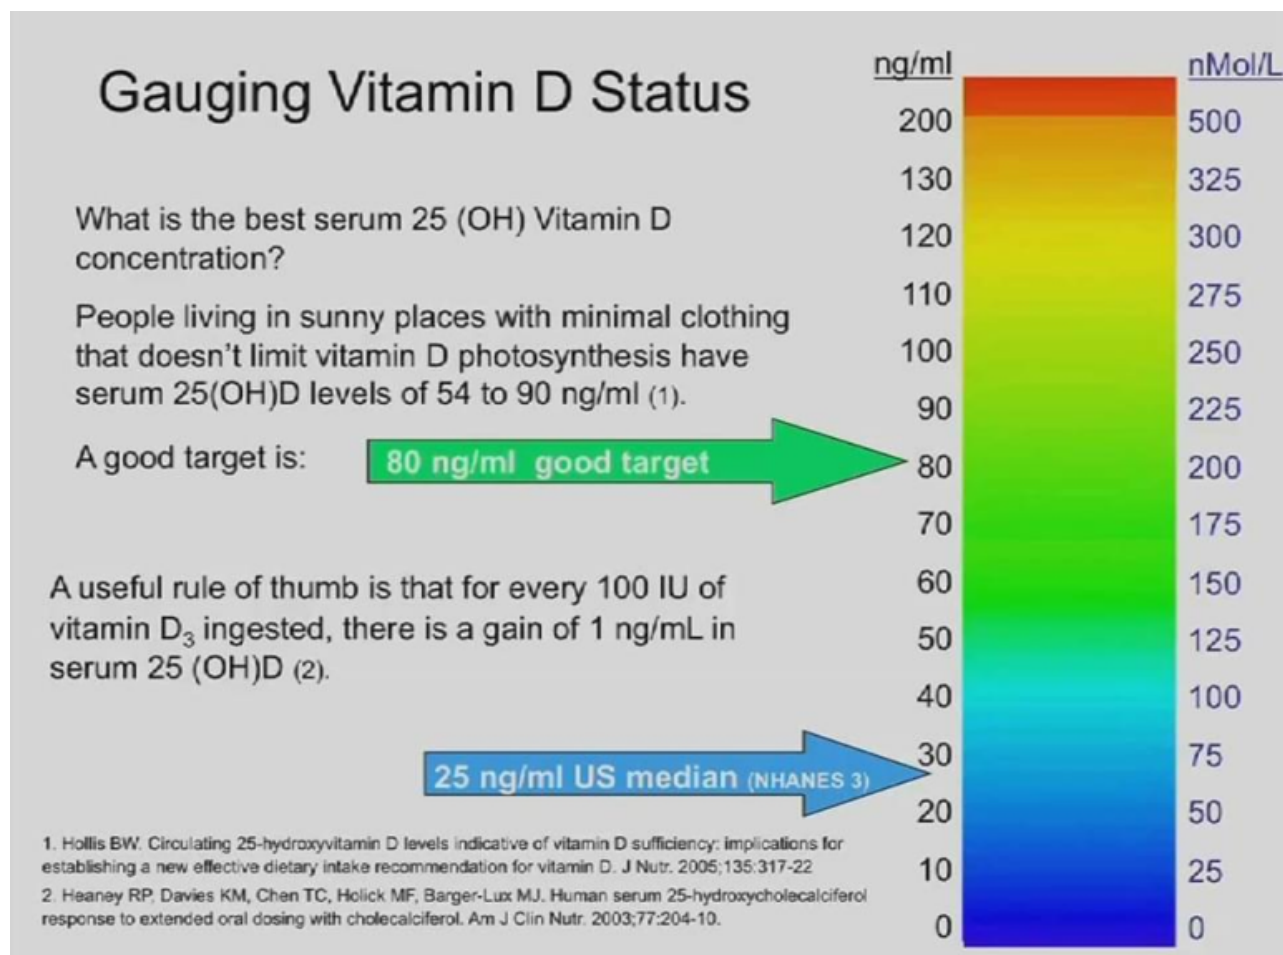 Gauging Vitamin D Status
What is the best serum 25 (OH) Vitamin D
concentration?
People living in sunny places with minimal clothing
that doesn't limit vitamin D photosynthesis have
serum 25(OH)D levels of 54 to 90 ng/ml (1).
A good target is:
80 ng/ml good target
A useful rule of thumb is that for every 100 IU of
vitamin D3 ingested, there is a gain of 1 ng/mL in
serum 25 (OH)D (2).
25 ng/ml US median (NHANES 3)
1. Hollis BW. Circulating 25-hydroxyvitamin D levels indicative of vitamin D sufficiency: implications for
establishing a new effective dietary intake recommendation for vitamin D. J Nutr. 2005;135:317-22
2. Heaney RP, Davies KM, Chen TC, Holick MF, Barger-Lux MJ. Human serum 25-hydroxycholecalciferol
response to extended oral dosing with cholecalciferol. Am J Clin Nutr. 2003;77:204-10.
ng/ml nMol/L
200 500
130 325
120 300
110 275
100 250
90 225
80 200
70 175
60 150
50 125
40 100
30 75
20 50
10 25
0 0